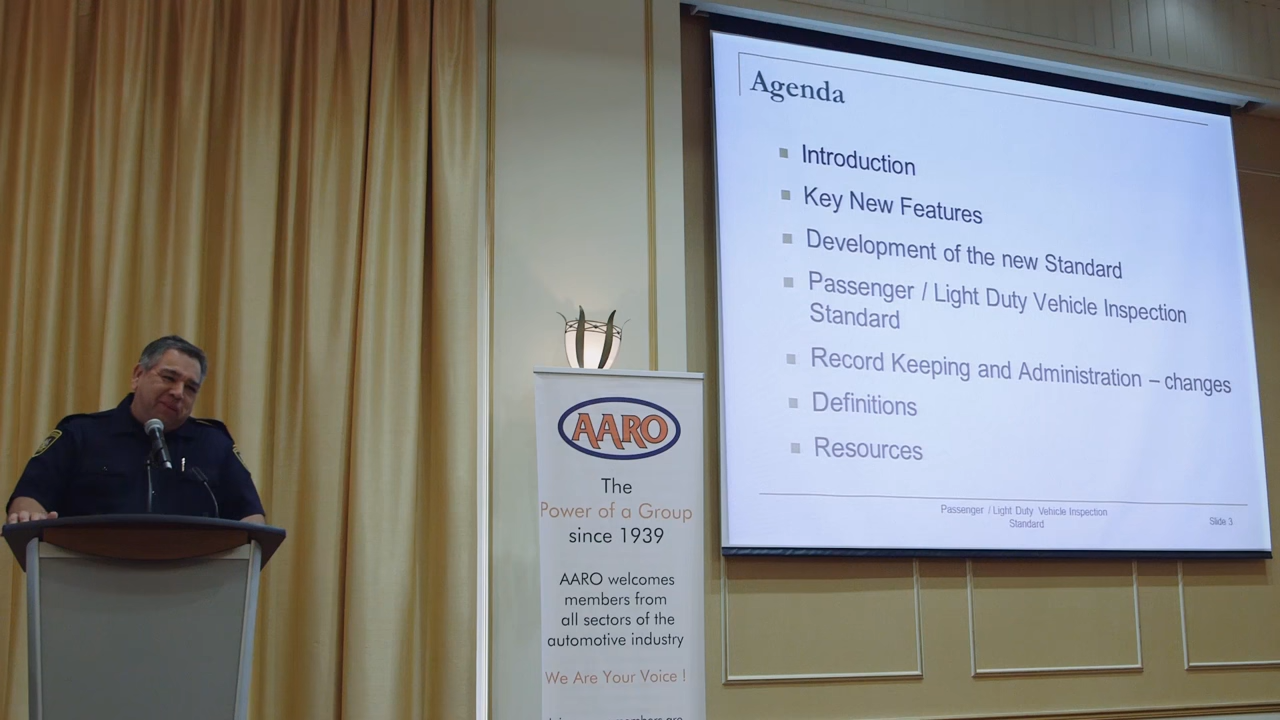 Agenda
Introduction
Key New Features
Development of the new Standard
Passenger / Light Duty Vehicle Inspection
Standard
Record Keeping and Administration – changes
Definitions
Resources
Passenger / Light Duty Vehicle Inspection
Standard
Slide 3
AARO
The
Power of a Group
since 1939
AARO welcomes
members from
all sectors of the
automotive industry
We Are Your Voice !